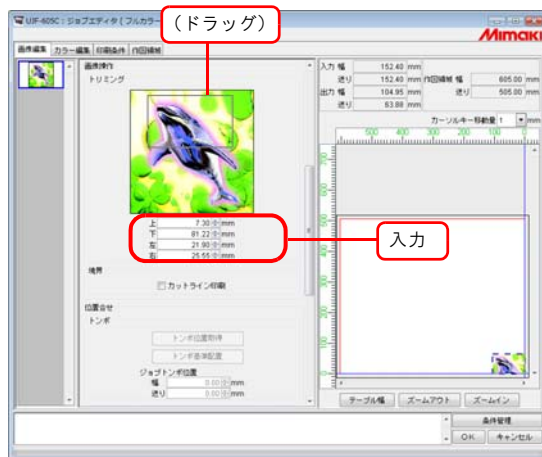 UJF-605C : ジョブエディタ ( フルカラー
（ドラッグ）
Mimaki
画像編集 カラー編集 印刷条件 作図領域
画像操作
トリミング
上 7.30 mm
下 81.22 mm
左 21.90 mm
右 25.55 mm
入力
境界
カットライン印刷
位置合せ
トンボ
トンボ位置取得
トンボ基準配置
ジョブトンボ位置
幅 0.00 mm
送り 0.00 mm
入力 幅 152.40 mm
送り 152.40 mm 作図領域 幅 605.00 mm
出力 幅 104.95 mm 送り 505.00 mm
送り 63.88 mm
カーソルキー移動量 1 mm
500 400 300 200 100 0
テーブル幅 ズームアウト ズームイン
条件管理
OK キャンセル